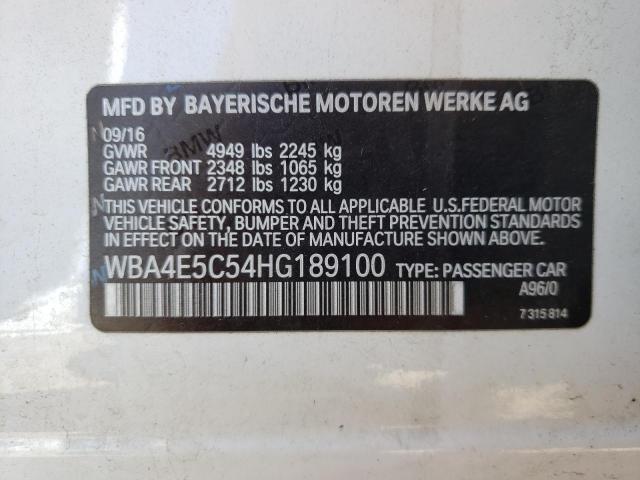 MFD BY BAYERISCHE MOTOREN WERKE AG
09/16
GVWR 4949 lbs 2245 kg
GAWR FRONT 2348 lbs 1065 kg
GAWR REAR 2712 lbs 1230 kg
THIS VEHICLE CONFORMS TO ALL APPLICABLE U.S.FEDERAL MOTOR
VEHICLE SAFETY, BUMPER AND THEFT PREVENTION STANDARDS
IN EFFECT ON THE DATE OF MANUFACTURE SHOWN ABOVE.
WBA4E5C54HG189100 TYPE: PASSENGER CAR
A96/0
7 315 814